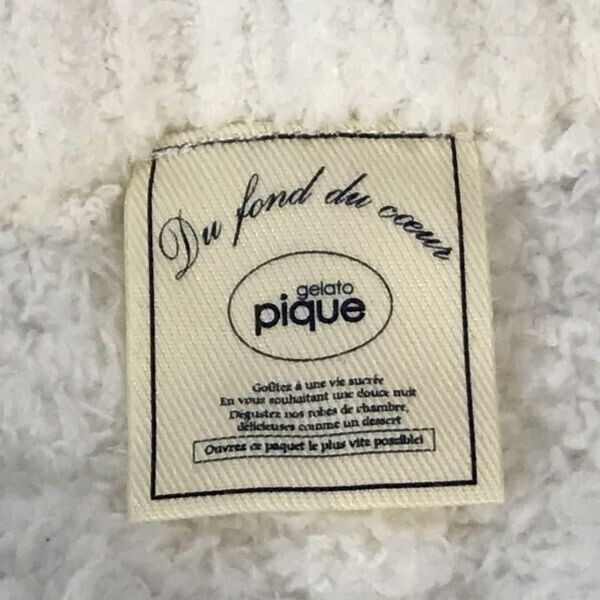 Du fond du cœur
gelato
pique
Goûtez à une vie sucrée
En vous souhaitant une douce nuit
Dégustez nos robes de chambre,
délicieuses comme un dessert
Ouvrez ce paquet le plus vite possible!